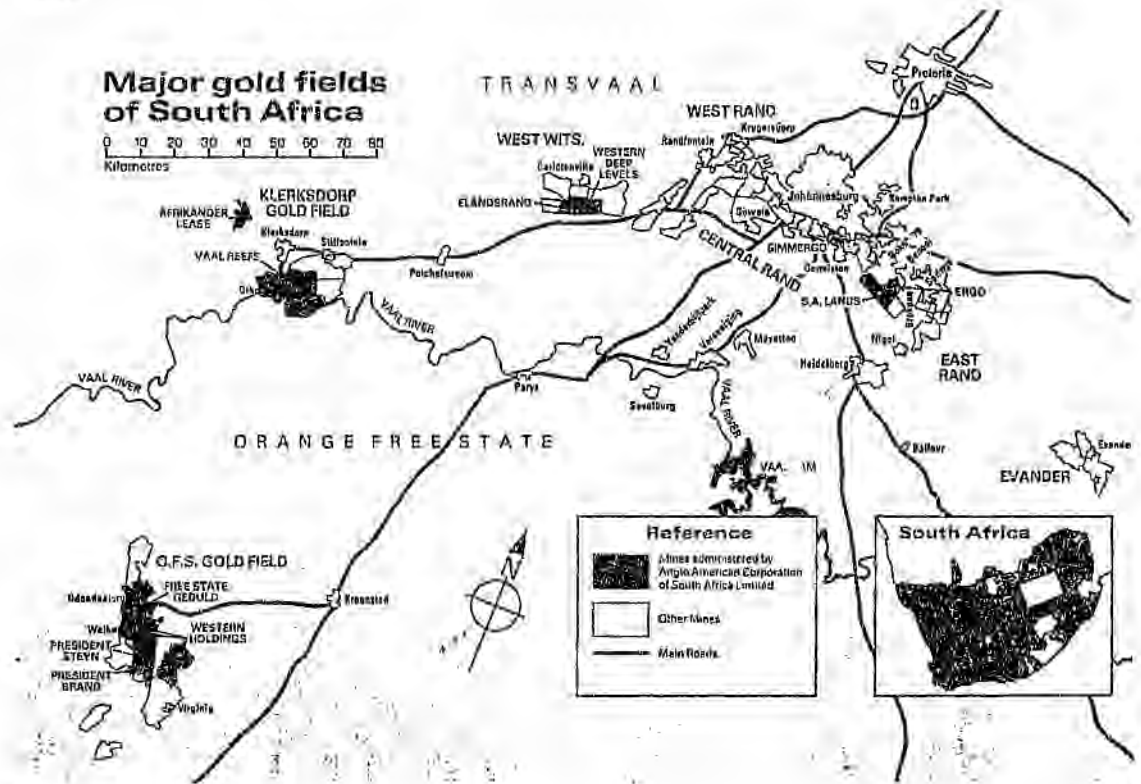 Major gold fields
of South Africa
0 10 20 30 40 50 60 70 80
Kilometres
TRANSVAAL
Pretoria
WEST RAND
Krugersdorp
Randfontein
WEST WITS.
Carletonville
WESTERN
DEEP
LEVELS
ELANDSRAND
Johannesburg
Kempton Park
Soweto
KLERKSDORP
GOLD FIELD
AFRIKANDER
LEASE
Klerksdorp
Stilfontein
VAAL REEFS
Potchefstroom
CENTRAL RAND
GIMMERGO
Germiston
S.A. LANDS
ERGO
Nigel
EAST
RAND
Heidelberg
VAAL RIVER
VAAL RIVER
Vanderbijlpark
Vereeniging
Meyerton
Parys
Sasolburg
VAAL RIVER
ORANGE FREE STATE
Balfour
Evander
EVANDER
O.F.S. GOLD FIELD
FREE STATE
GEDULD
Kroonstad
WESTERN
HOLDINGS
PRESIDENT
STEYN
PRESIDENT
BRAND
Virginia
N
Reference
Mines administered by
Anglo American Corporation
of South Africa Limited
Other Mines
Main Roads
South Africa